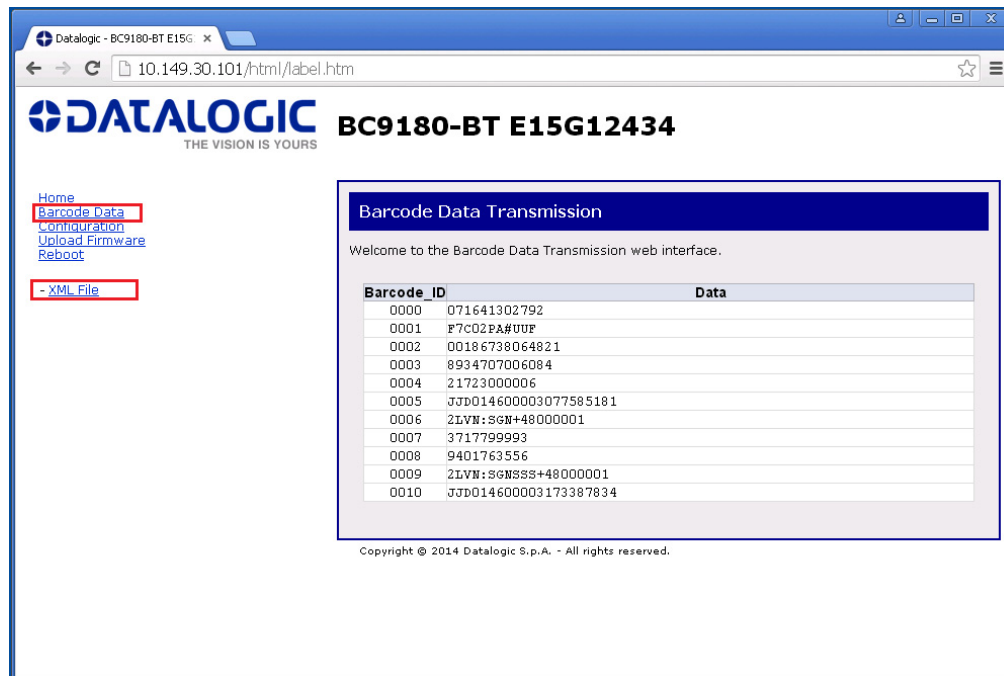 Datalogic - BC9180-BT E15G
10.149.30.101/html/label.htm
DATALOGIC
THE VISION IS YOURS
BC9180-BT E15G12434
Home
Barcode Data
Configuration
Upload Firmware
Reboot
- XML File
Barcode Data Transmission
Welcome to the Barcode Data Transmission web interface.
Barcode_ID Data
0000 071641302792
0001 F7C02PA#UUF
0002 00186738064821
0003 8934707006084
0004 21723000006
0005 JJD014600003077585181
0006 2LVN:SGN+48000001
0007 3717799993
0008 9401763556
0009 2LVN:SGNSSS+48000001
0010 JJD014600003173387834
Copyright © 2014 Datalogic S.p.A. - All rights reserved.